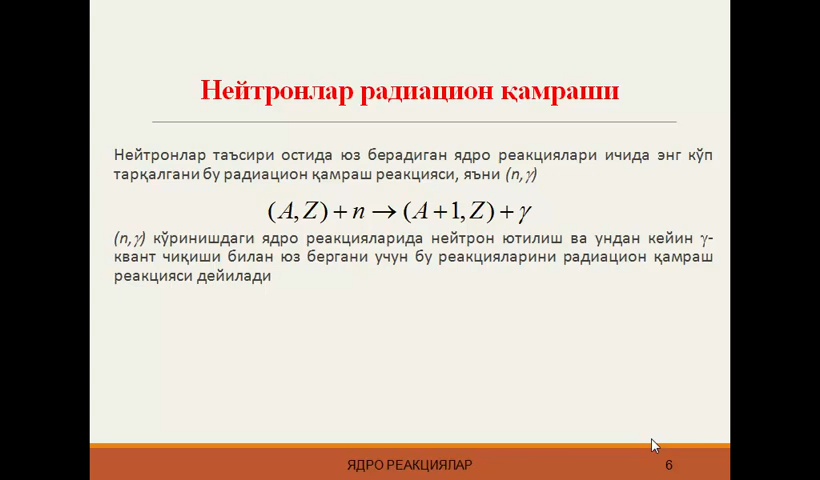 Нейтронлар радиацион қамраши
Нейтронлар таъсири остида юз берадиган ядро реакциялари ичида энг кўп
тарқалгани бу радиацион қамраш реакцияси, яъни (n,γ)
(A,Z)+n→(A+1,Z)+γ
(n,γ) кўринишдаги ядро реакцияларида нейтрон ютилиш ва ундан кейин γ-
квант чиқиши билан юз бергани учун бу реакцияларини радиацион қамраш
реакцияси дейилади
ЯДРО РЕАКЦИЯЛАР 6